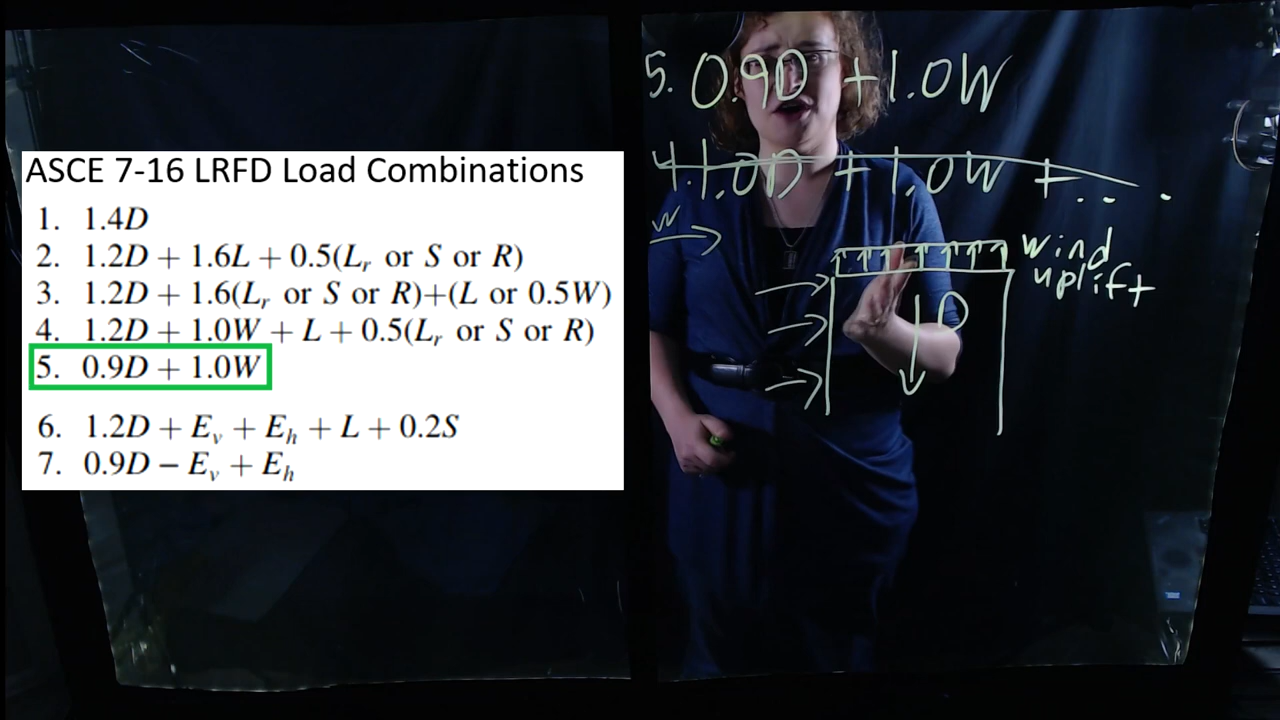 ASCE 7-16 LRFD Load Combinations
1. 1.4D
2. 1.2D + 1.6L + 0.5(Lᵣ or S or R)
3. 1.2D + 1.6(Lᵣ or S or R)+(L or 0.5W)
4. 1.2D + 1.0W + L + 0.5(Lᵣ or S or R)
5. 0.9D + 1.0W
6. 1.2D + Eᵥ + Eₕ + L + 0.2S
7. 0.9D − Eᵥ + Eₕ
5. 0.9D + 1.0W
4. 1.0D + 1.0W + . . .
W
wind
uplift
D